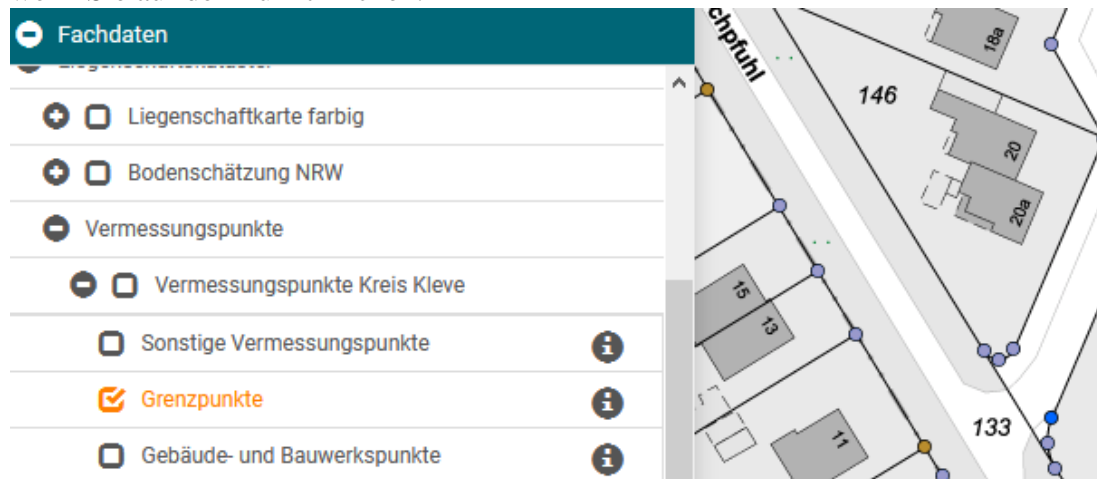 Fachdaten
Liegenschaftskataster
Liegenschaftkarte farbig
Bodenschätzung NRW
Vermessungspunkte
Vermessungspunkte Kreis Kleve
Sonstige Vermessungspunkte
Grenzpunkte
Gebäude- und Bauwerkspunkte
chpfuhl
18a
146
20
20a
15
13
11
133